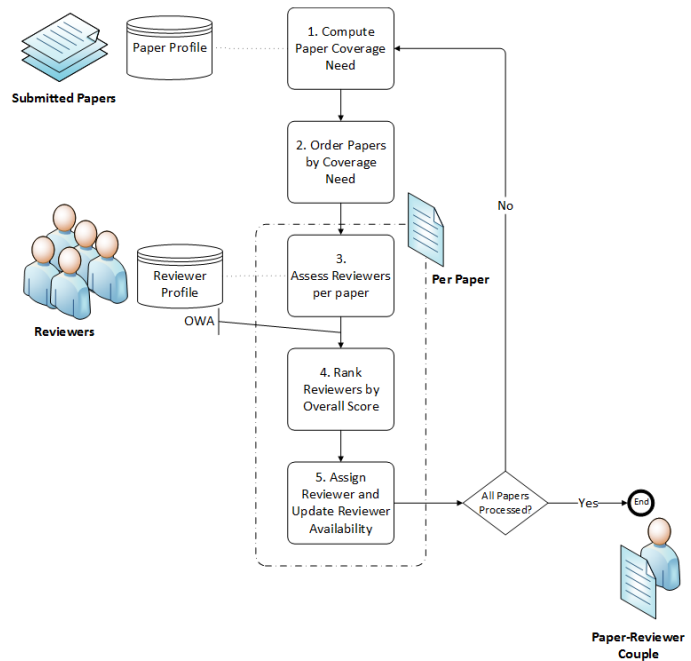 1. Compute
Paper Coverage
Need
Paper Profile
Submitted Papers
2. Order Papers
by Coverage
Need
No
3.
Assess Reviewers
per paper
Per Paper
Reviewer
Profile
Reviewers
OWA
4. Rank
Reviewers by
Overall Score
5. Assign
Reviewer and
Update Reviewer
Availability
All Papers
Processed?
Yes
End
Paper-Reviewer
Couple